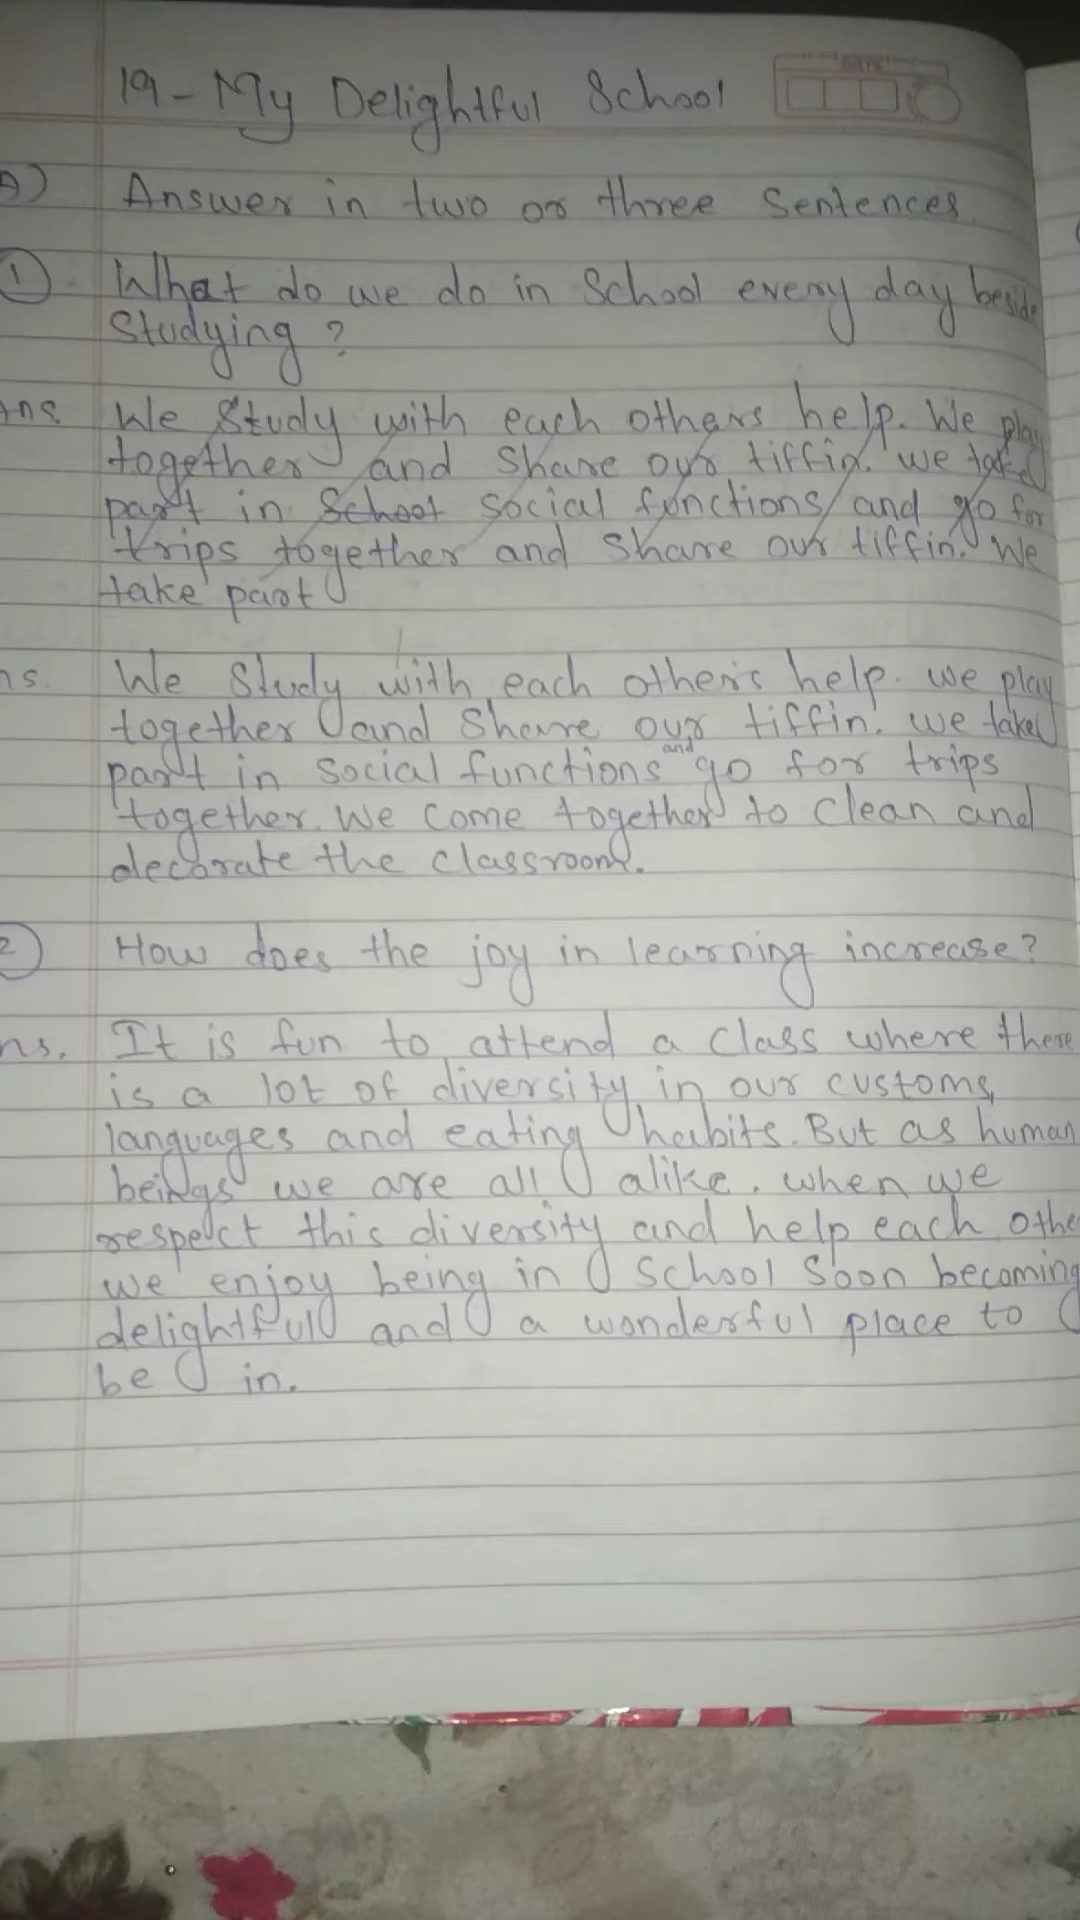 19 - My Delightful School
A) Answer in two or three Sentences
1 What do we do in School every day beside
Studying ?
Ans. We Study with each others help. We play
together and Share our tiffin. we take
part in School social functions and go for
trips together and Share our tiffin. We
take part
ns. We Study with each other's help. we play
together and Share our tiffin. we take
part in social functions and go for trips
together. We come together to clean and
decorate the classroom.
2 How does the joy in learning increase?
ns. It is fun to attend a class where there
is a lot of diversity in our customs,
languages and eating habits. But as human
beings we are all alike. when we
respect this diversity and help each othe
we enjoy being in School Soon becoming
delightfull and a wonderful place to
be in.